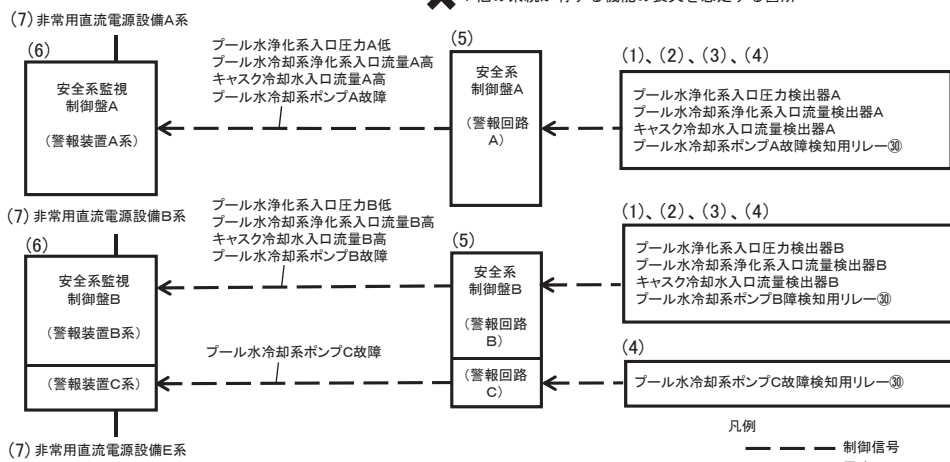 (7)非常用直流電源設備A系
(6)
安全系監視
制御盤A
(警報装置A系)
プール水浄化系入口圧力A低
プール水冷却系浄化系入口流量A高
キャスク冷却水入口流量A高
プール水冷却系ポンプA故障
(5)
安全系
制御盤A
(警報回路
A)
(1)、(2)、(3)、(4)
プール水浄化系入口圧力検出器A
プール水冷却系浄化系入口流量検出器A
キャスク冷却水入口流量検出器A
プール水冷却系ポンプA故障検知用リレー㉚
(7)非常用直流電源設備B系
(6)
安全系監視
制御盤B
(警報装置B系)
(警報装置C系)
プール水浄化系入口圧力B低
プール水冷却系浄化系入口流量B高
キャスク冷却水入口流量B高
プール水冷却系ポンプB故障
プール水冷却系ポンプC故障
(5)
安全系
制御盤B
(警報回路
B)
(警報回路
C)
(1)、(2)、(3)、(4)
プール水浄化系入口圧力検出器B
プール水冷却系浄化系入口流量検出器B
キャスク冷却水入口流量検出器B
プール水冷却系ポンプB障検知用リレー㉚
(4)
プール水冷却系ポンプC故障検知用リレー㉚
(7)非常用直流電源設備E系
凡例
制御信号